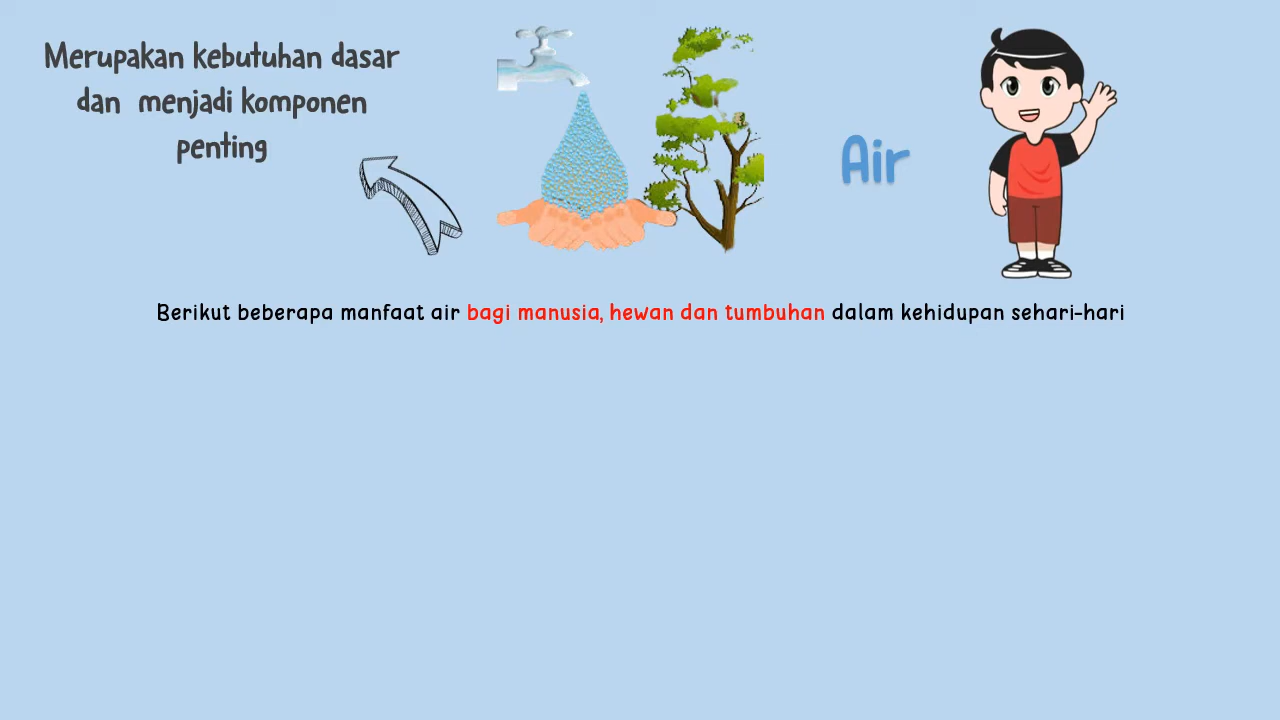 Merupakan kebutuhan dasar
dan menjadi komponen
penting
Air
Berikut beberapa manfaat air bagi manusia, hewan dan tumbuhan dalam kehidupan sehari-hari